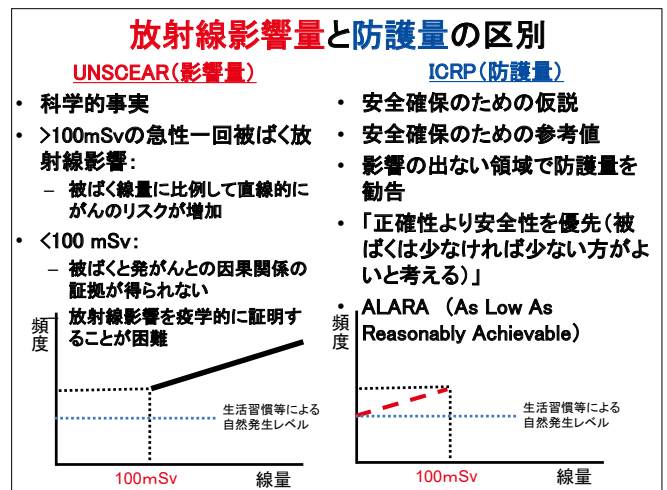 放射線影響量と防護量の区別
UNSCEAR(影響量)
・ 科学的事実
・ >100mSvの急性一回被ばく放
射線影響:
– 被ばく線量に比例して直線的に
がんのリスクが増加
・ <100 mSv:
– 被ばくと発がんとの因果関係の
証拠が得られない
– 放射線影響を疫学的に証明す
ることが困難
頻度
生活習慣等による
自然発生レベル
100mSv
線量
ICRP(防護量)
・ 安全確保のための仮説
・ 安全確保のための参考値
・ 影響の出ない領域で防護量を
勧告
・ 「正確性より安全性を優先(被
ばくは少なければ少ない方がよ
いと考える)」
・ ALARA (As Low As
Reasonably Achievable)
頻度
生活習慣等による
自然発生レベル
100mSv
線量